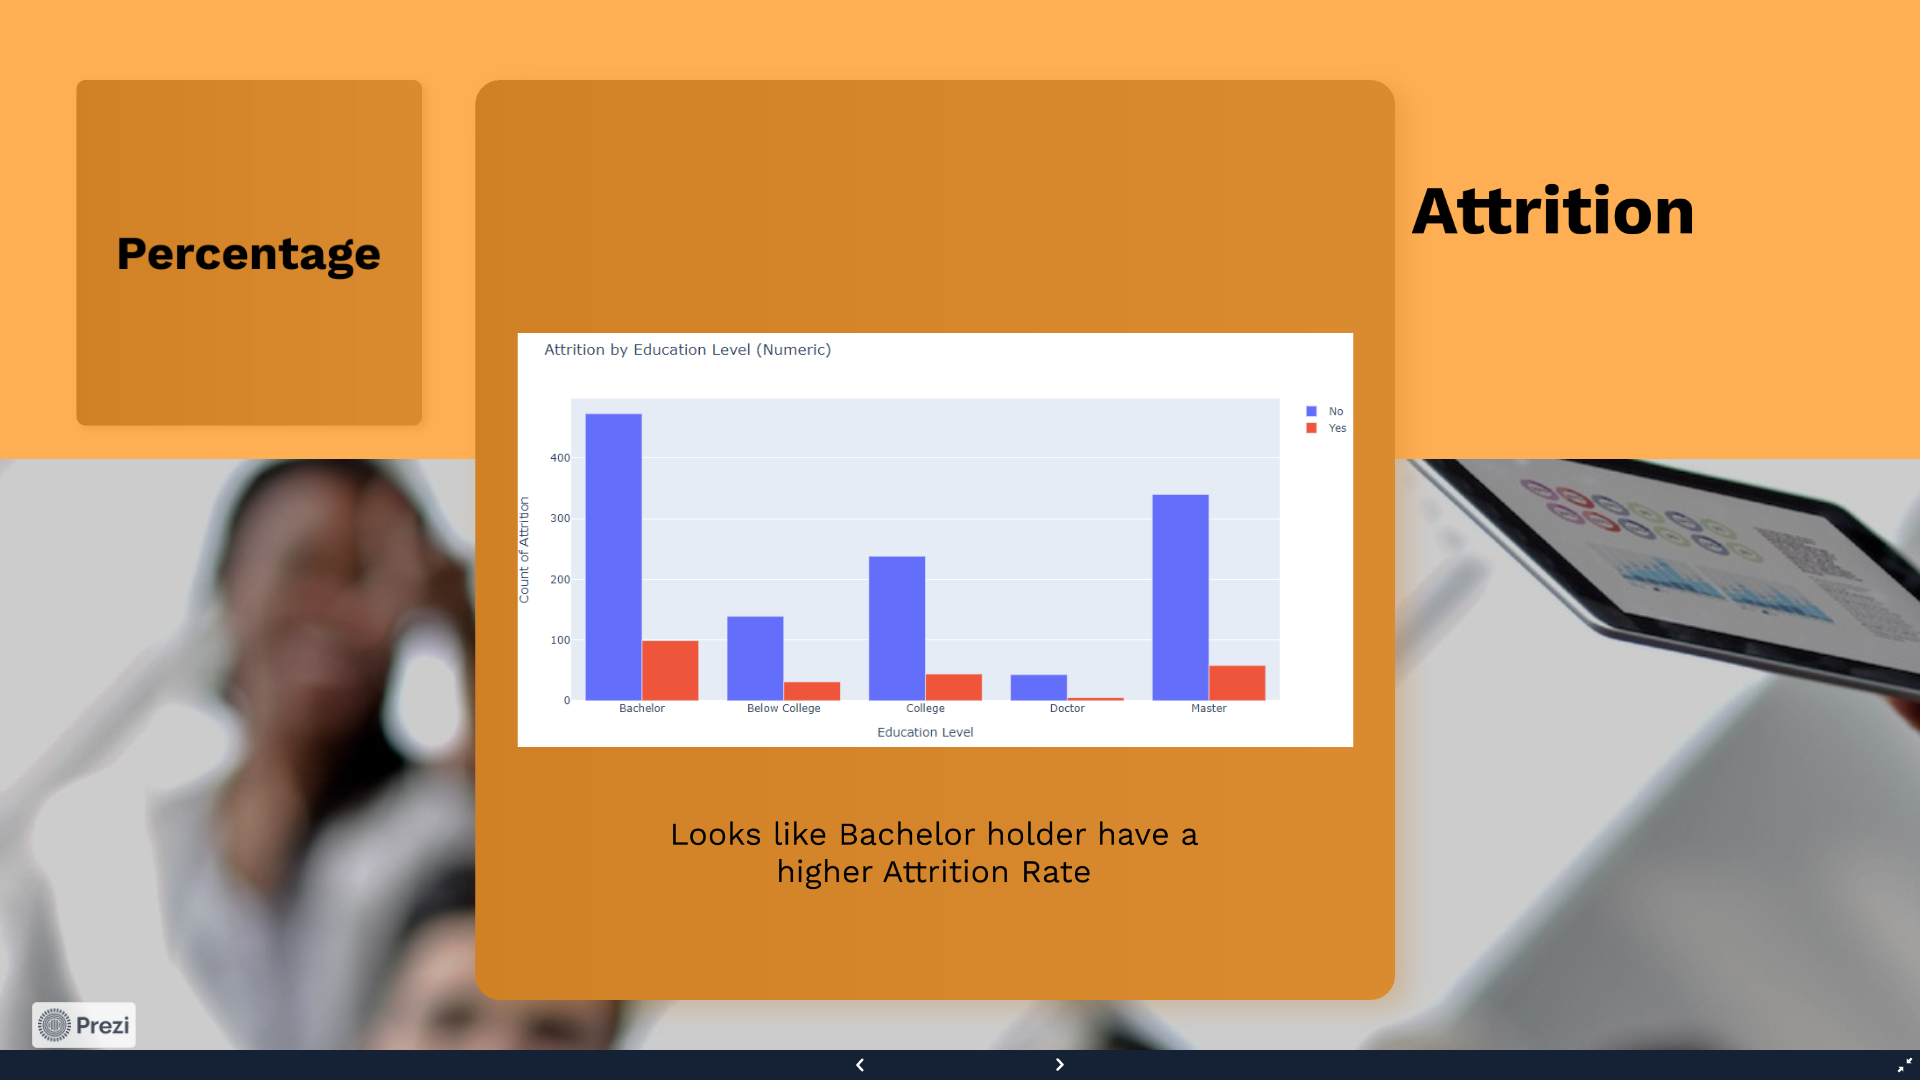 Percentage
Attrition
Attrition by Education Level (Numeric)
No
Yes
Count of Attrition
400
300
200
100
0
Bachelor Below College College Doctor Master
Education Level
Looks like Bachelor holder have a
higher Attrition Rate
Prezi